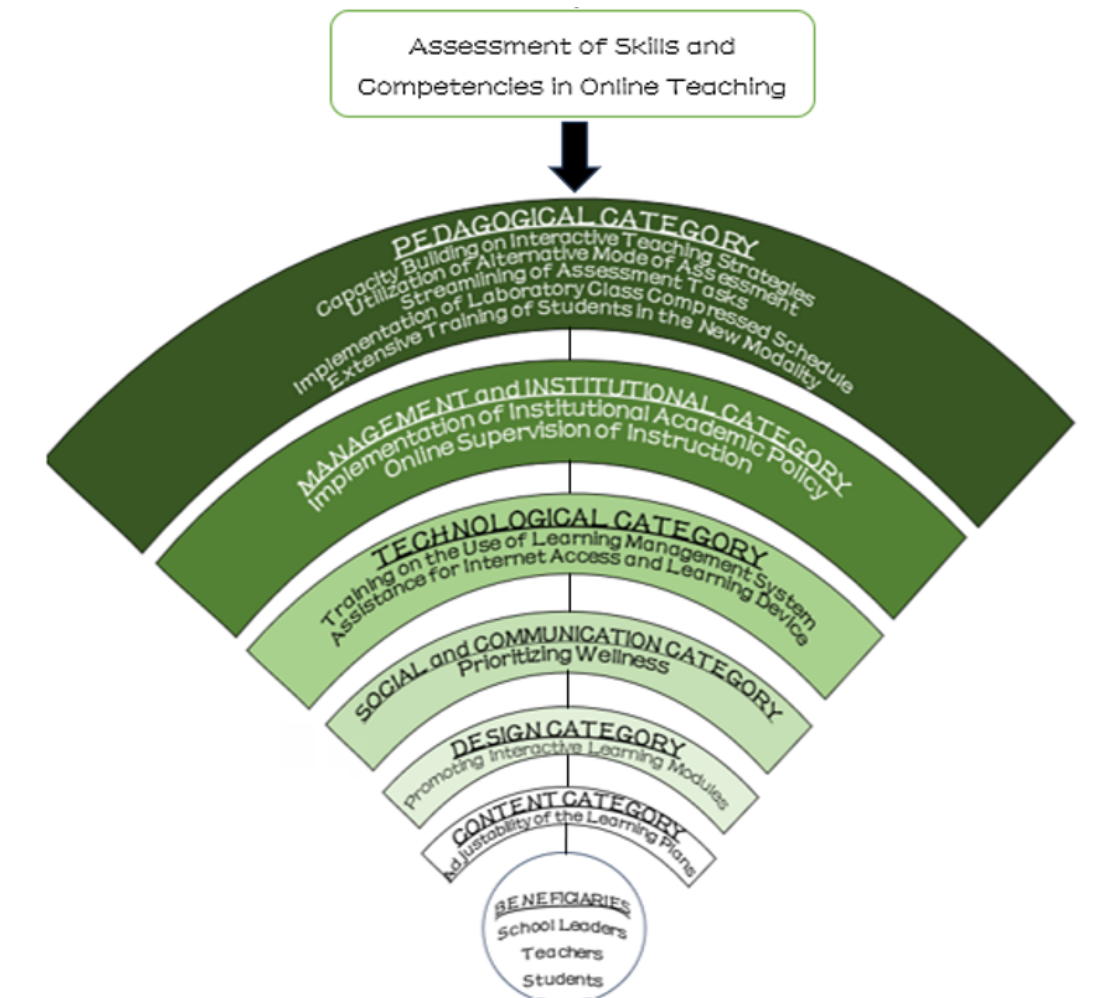 Assessment of Skills and
Competencies in Online Teaching
PEDAGOGICAL CATEGORY
Capacity Building on Interactive Teaching Strategies
Utilization of Alternative Mode of Assessment
Streamlining of Assessment Tasks
Implementation of Laboratory Class Compressed Schedule
Extensive Training of Students in the New Modality
MANAGEMENT and INSTITUTIONAL CATEGORY
Implementation of Institutional Academic Policy
Online Supervision of Instruction
TECHNOLOGICAL CATEGORY
Training on the Use of Learning Management System
Assistance for Internet Access and Learning Device
SOCIAL and COMMUNICATION CATEGORY
Prioritizing Wellness
DESIGN CATEGORY
Promoting Interactive Learning Modules
CONTENT CATEGORY
Adjustability of the Learning Plans
BENEFICIARIES
School Leaders
Teachers
Students